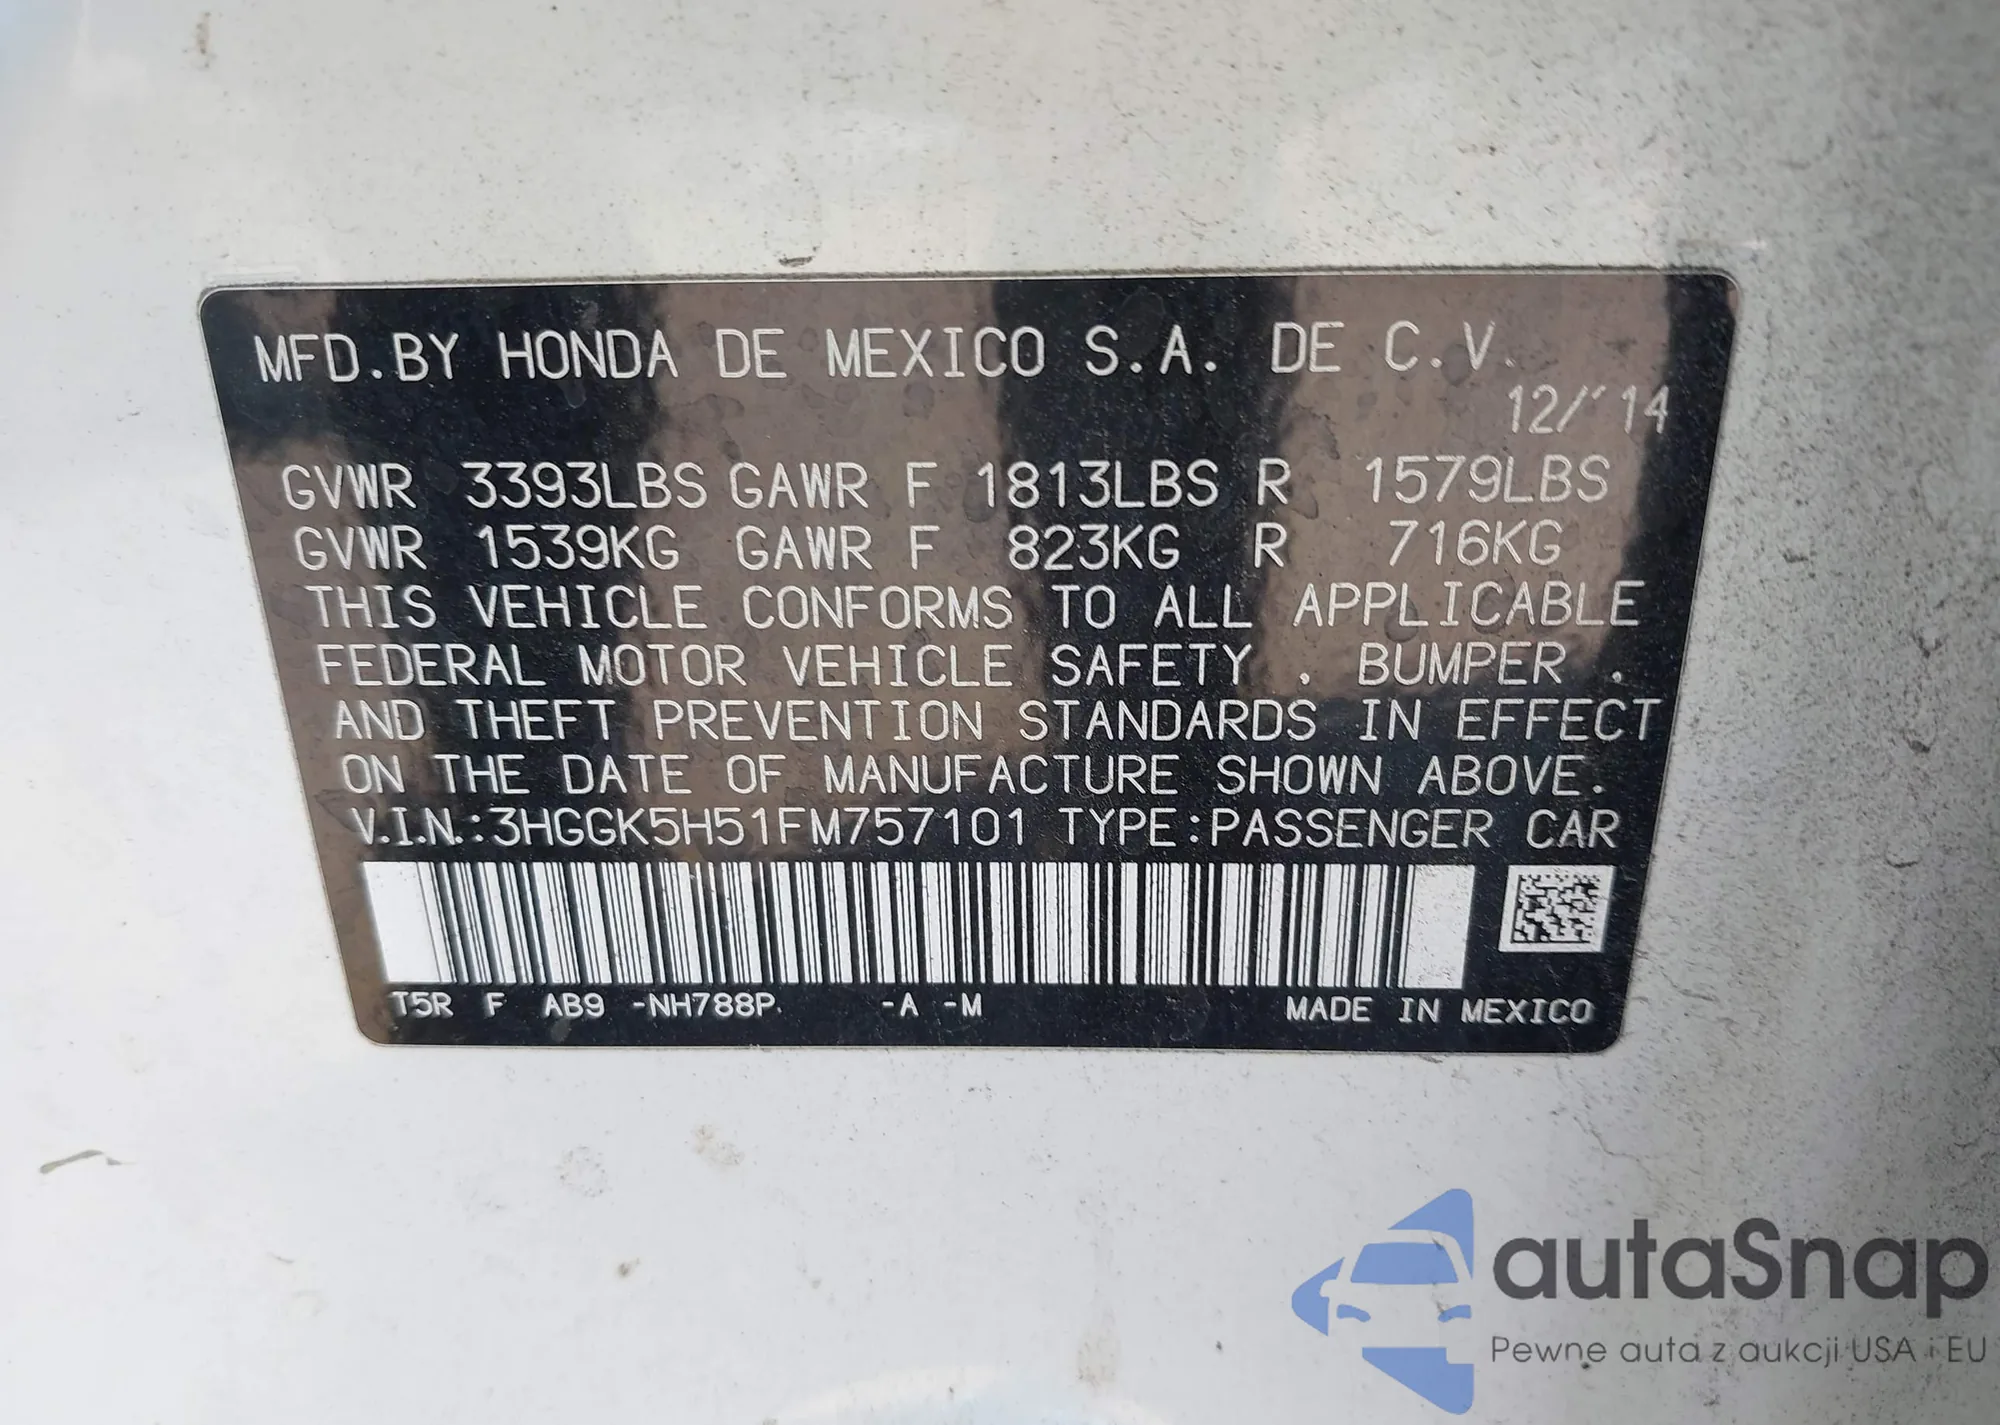 MFD.BY HONDA DE MEXICO S.A. DE C.V.
12/'14
GVWR 3393LBS GAWR F 1813LBS R 1579LBS
GVWR 1539KG GAWR F 823KG R 716KG
THIS VEHICLE CONFORMS TO ALL APPLICABLE
FEDERAL MOTOR VEHICLE SAFETY , BUMPER ,
AND THEFT PREVENTION STANDARDS IN EFFECT
ON THE DATE OF MANUFACTURE SHOWN ABOVE.
V.I.N.:3HGGK5H51FM757101 TYPE:PASSENGER CAR
T5R F AB9 -NH788P -A -M MADE IN MEXICO
autaSnap
Pewne auta z aukcji USA i EU